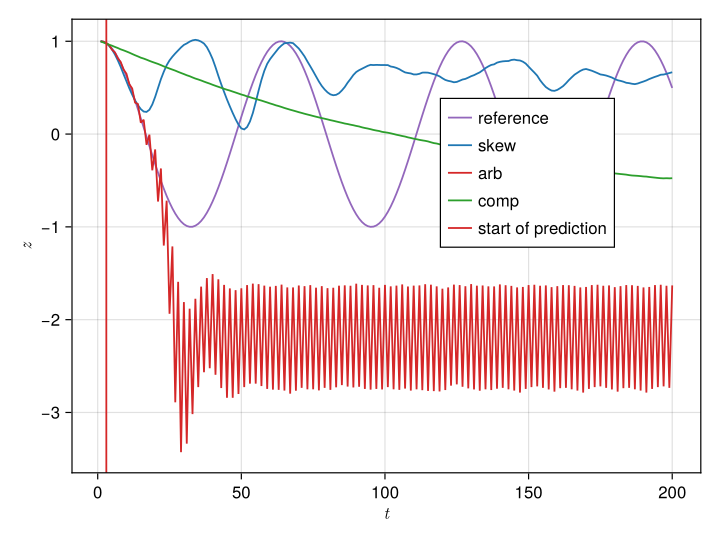 1
0
−1
−2
−3
z
reference
skew
arb
comp
start of prediction
0 50 100 150 200
t